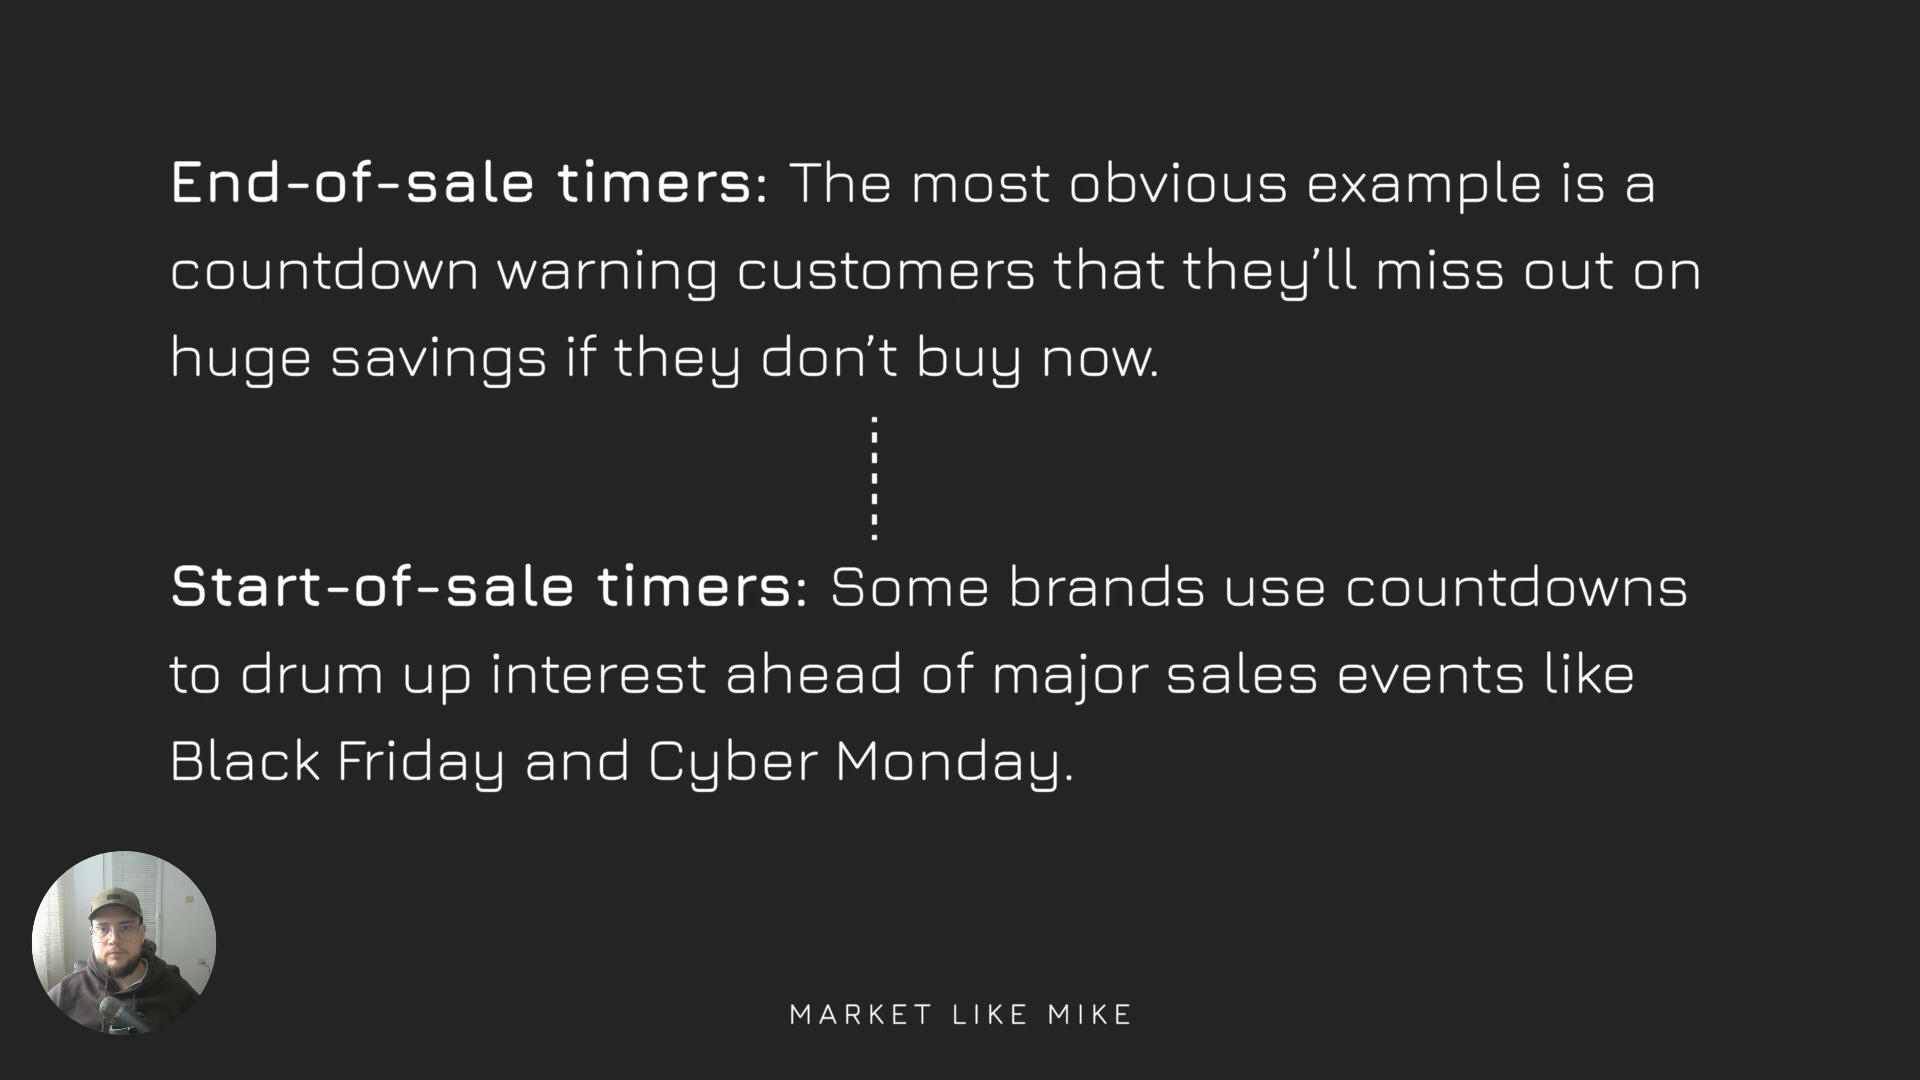 End-of-sale timers: The most obvious example is a
countdown warning customers that they’ll miss out on
huge savings if they don’t buy now.
Start-of-sale timers: Some brands use countdowns
to drum up interest ahead of major sales events like
Black Friday and Cyber Monday.
MARKET LIKE MIKE